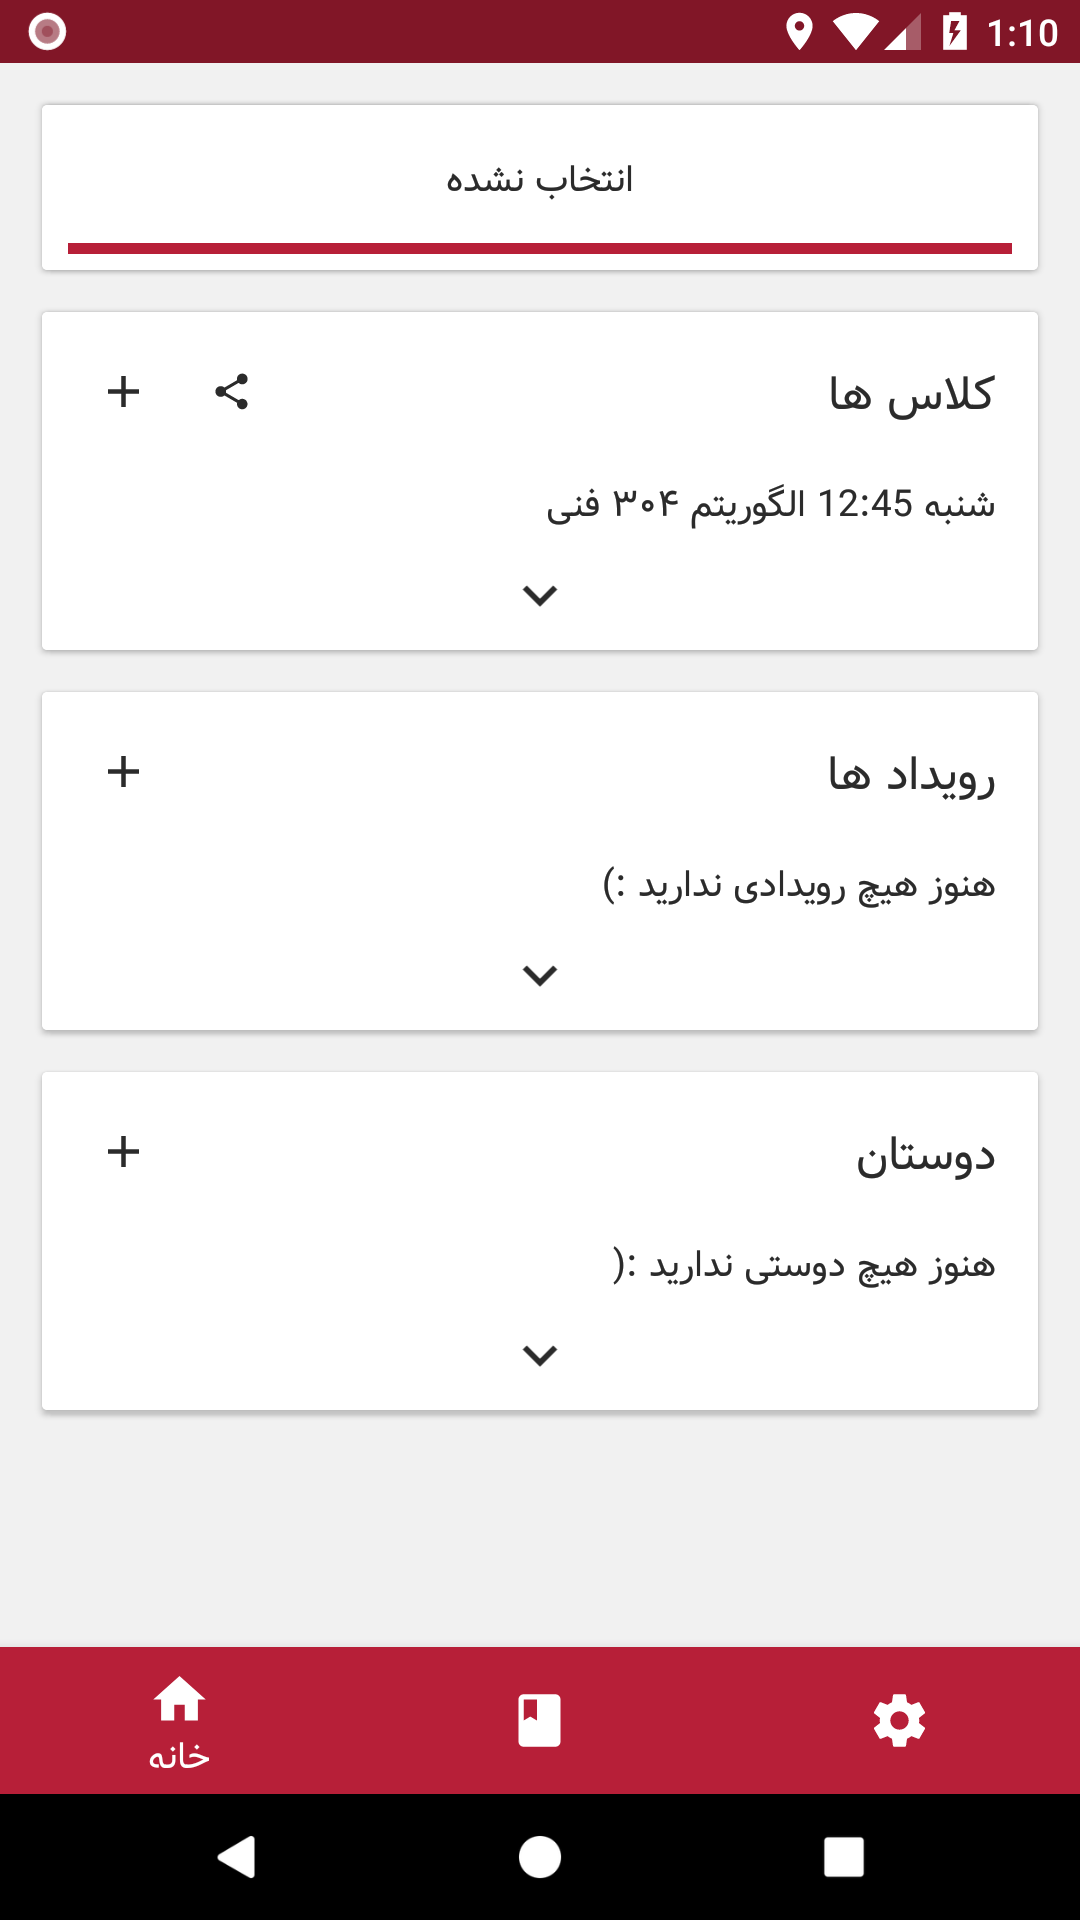 1:10
انتخاب نشده
کلاس ها
شنبه 12:45 الگوریتم ۳۰۴ فنی
رویداد ها
هنوز هیچ رویدادی ندارید :)
دوستان
هنوز هیچ دوستی ندارید :(
خانه